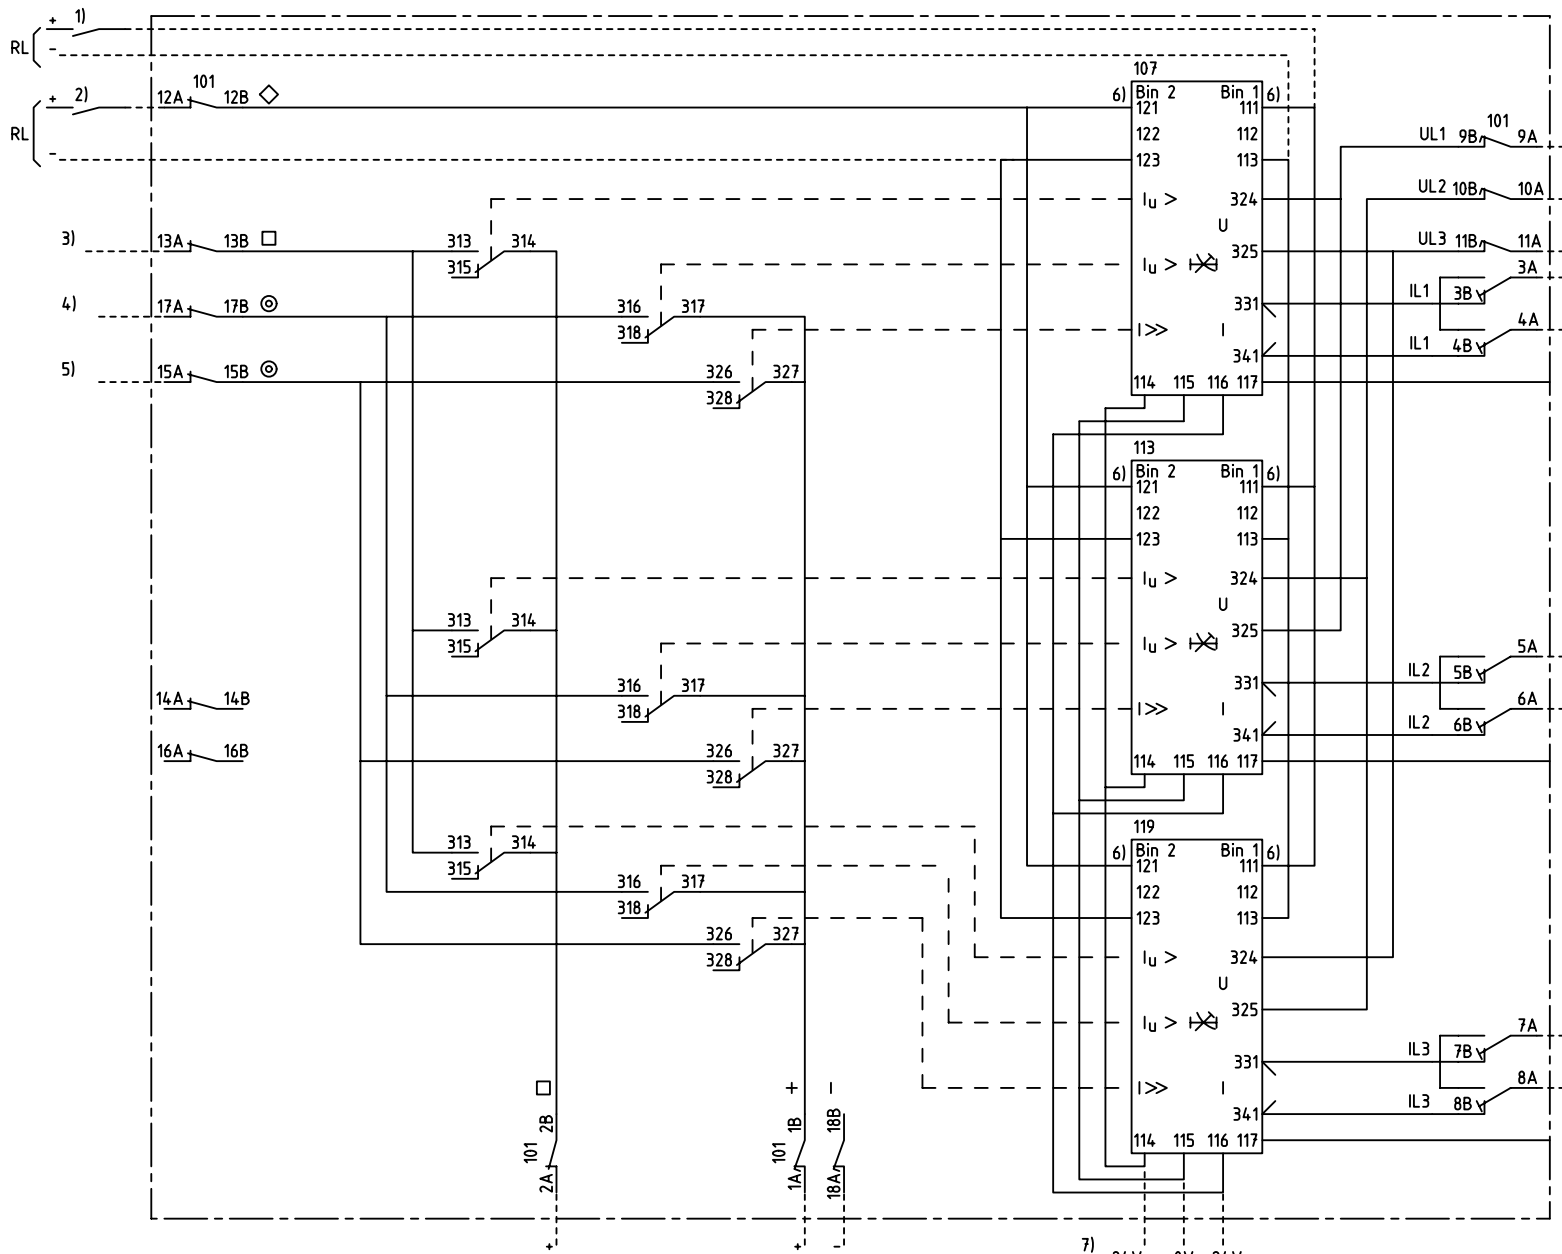 + 1)
RL
-
+ 2) 12A 101 12B
RL
-
107
6) Bin 2 Bin 1 6)
121 111
122 112
123 113
UL1 9B 101 9A
Iu > 324 UL2 10B 10A
U
3) 13A 13B 313 314 325 UL3 11B 11A
315 Iu >
3A
4) 17A 17B 316 317 331 IL1 3B
318 I>> I 4A
341 IL1 4B
5) 15A 15B 326 327 114 115 116 117
328
113
6) Bin 2 Bin 1 6)
121 111
122 112
123 113
Iu > 324
U
313 314 325
315 Iu >
5A
14A 14B 316 317 331 IL2 5B
318 I>> I 6A
341 IL2 6B
16A 16B 326 327 114 115 116 117
328
119
313 314 6) Bin 2 Bin 1 6)
315 121 111
316 317 122 112
318 123 113
326 327
328 Iu > 324
U
325
Iu >
7A
331 IL3 7B
+ - I>> I 8A
341 IL3 8B
2B 1B 18B
101 101 114 115 116 117
2A 1A 18A
+ + - 7)